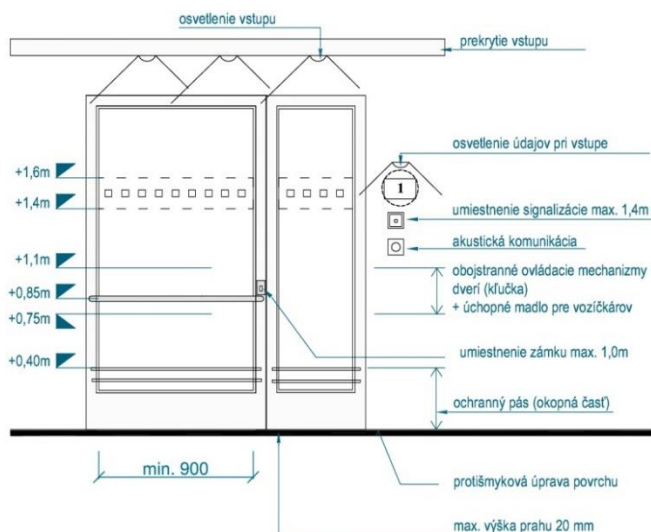 osvetlenie vstupu
prekrytie vstupu
osvetlenie údajov pri vstupe
+1,6m
1
+1,4m
umiestnenie signalizácie max. 1,4m
akustická komunikácia
+1,1m
obojstranné ovládacie mechanizmy
dverí (kľučka)
+ úchopné madlo pre vozíčkárov
+0,85m
+0,75m
+0,40m
umiestnenie zámku max. 1,0m
ochranný pás (okopná časť)
min. 900
protišmyková úprava povrchu
max. výška prahu 20 mm